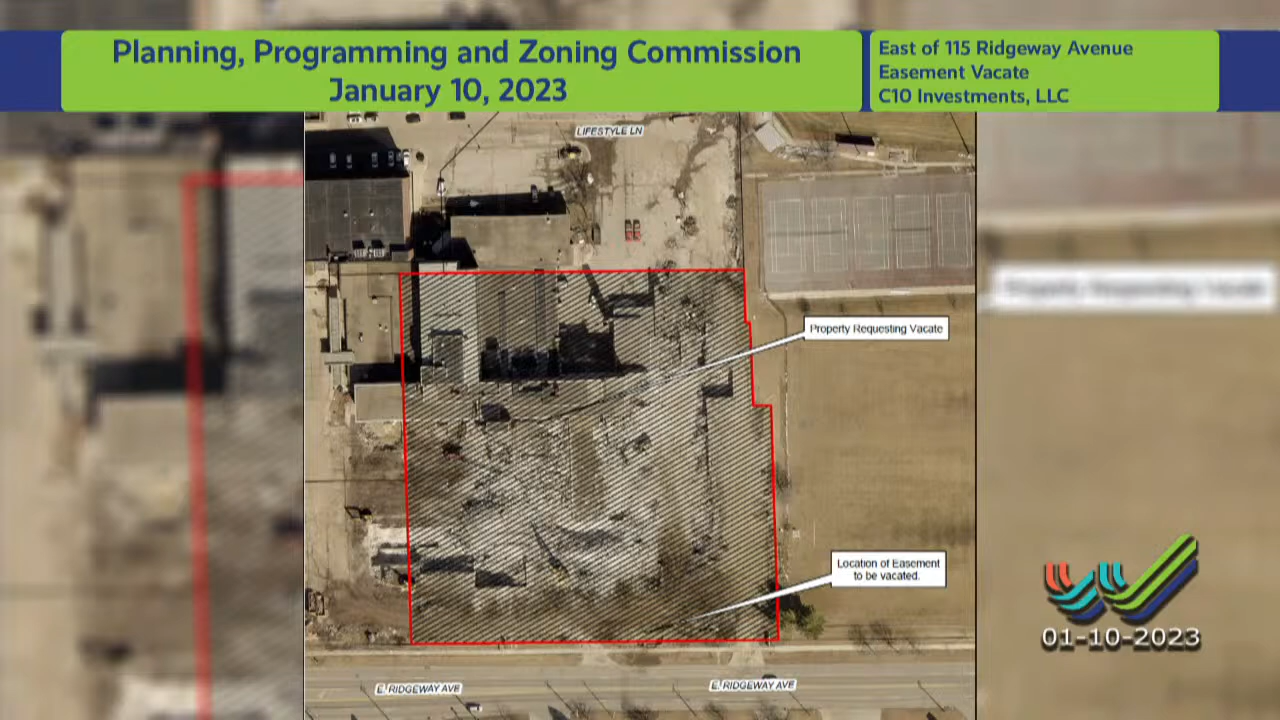 Planning, Programming and Zoning Commission
January 10, 2023
East of 115 Ridgeway Avenue
Easement Vacate
C10 Investments, LLC
LIFESTYLE LN
Property Requesting Vacate
Location of Easement
to be vacated.
01-10-2023
E. RIDGEWAY AVE
E. RIDGEWAY AVE